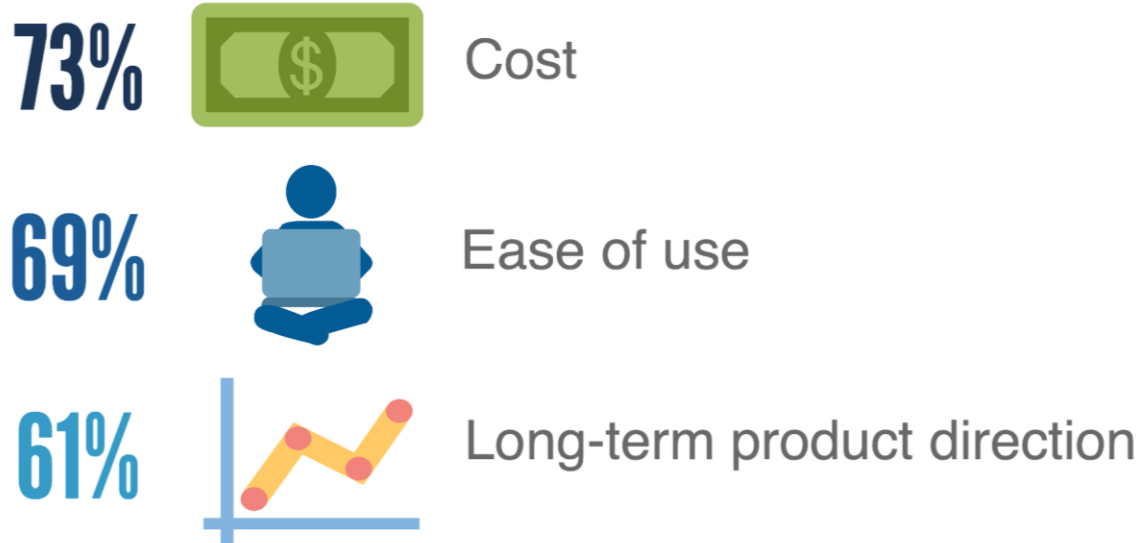 73% $ Cost
69% Ease of use
61% Long-term product direction